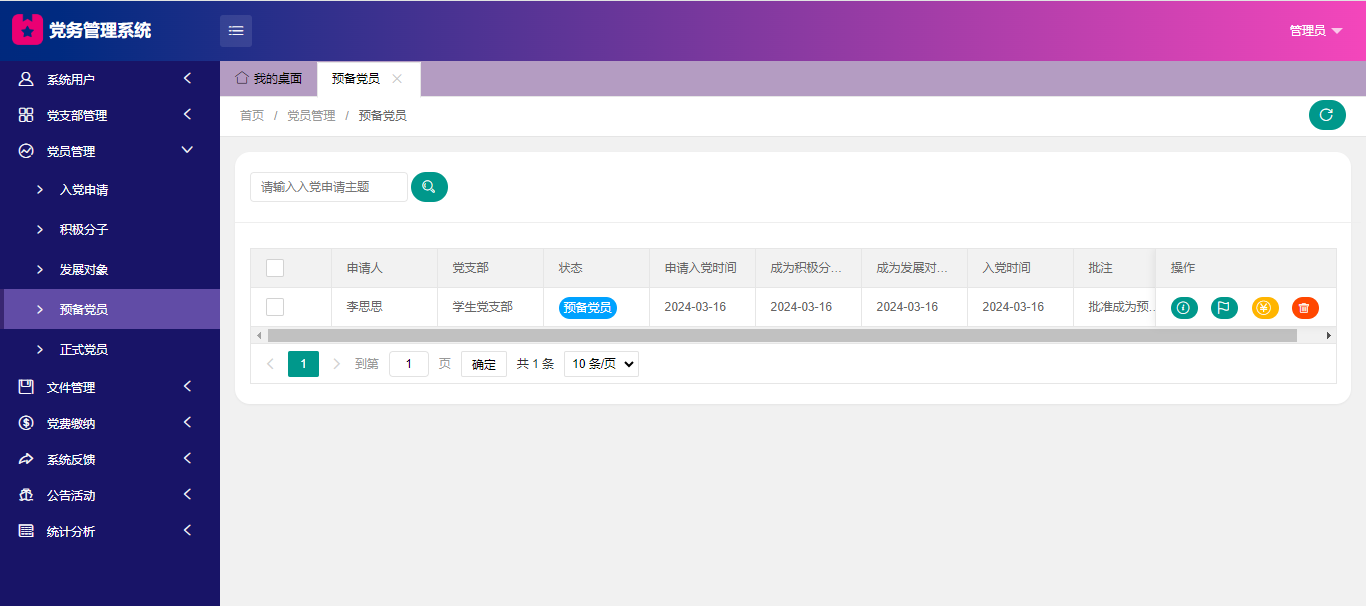 党务管理系统
管理员
系统用户
党支部管理
党员管理
入党申请
积极分子
发展对象
预备党员
正式党员
文件管理
党费缴纳
系统反馈
公告活动
统计分析
我的桌面 预备党员
首页 / 党员管理 / 预备党员
请输入入党申请主题
申请人 党支部 状态 申请入党时间 成为积极分... 成为发展对... 入党时间 批注 操作
李思思 学生党支部 预备党员 2024-03-16 2024-03-16 2024-03-16 2024-03-16 批准成为预...
1 到第 1 页 确定 共 1 条 10 条/页